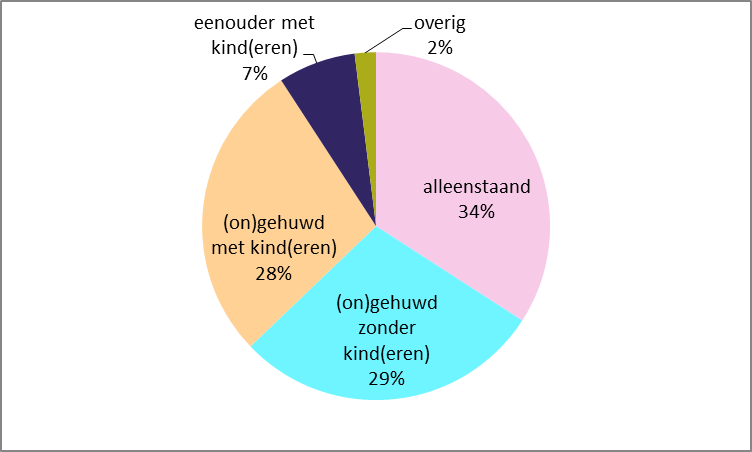 eenouder met
kind(eren)
7%
overig
2%
alleenstaand
34%
(on)gehuwd
met kind(eren)
28%
(on)gehuwd
zonder
kind(eren)
29%